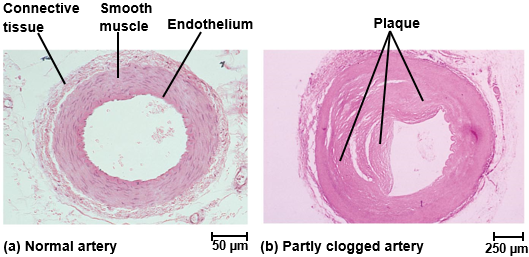 Connective
tissue
Smooth
muscle
Endothelium
Plaque
(a) Normal artery
50 µm
(b) Partly clogged artery
250 µm